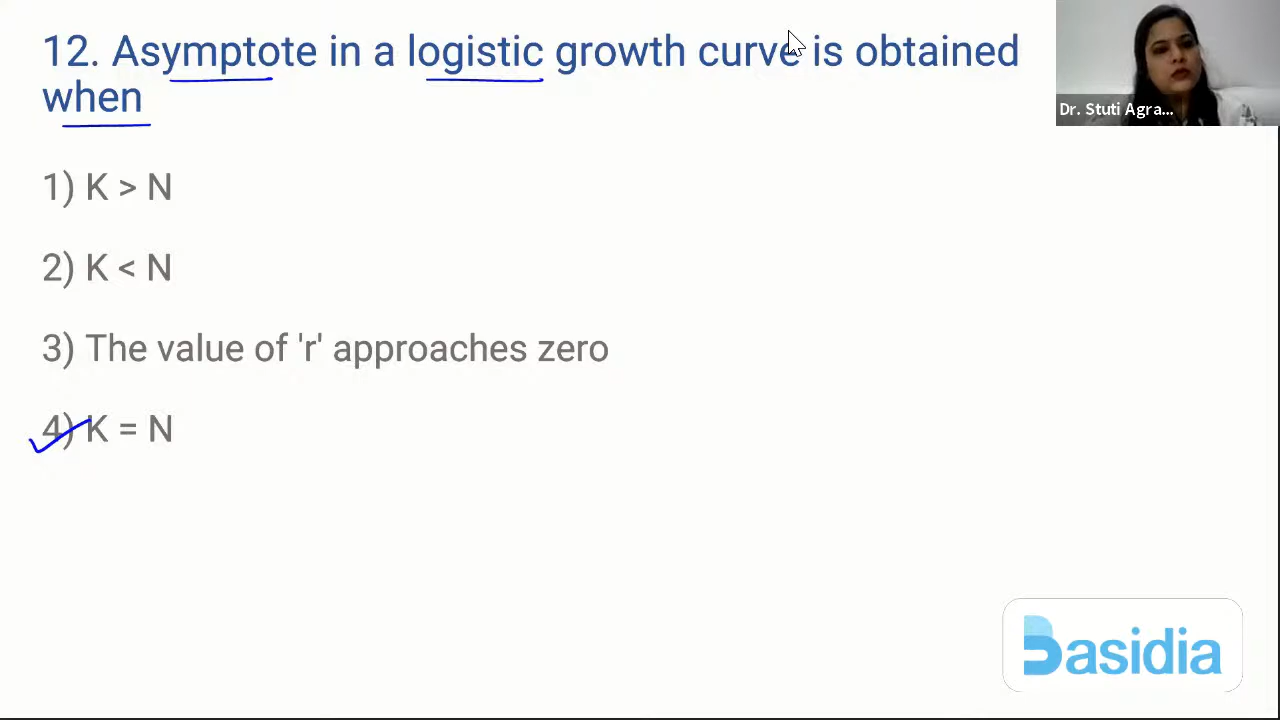 12. Asymptote in a logistic growth curve is obtained
when
Dr. Stuti Agra...
1) K > N
2) K < N
3) The value of 'r' approaches zero
4) K = N
Basidia